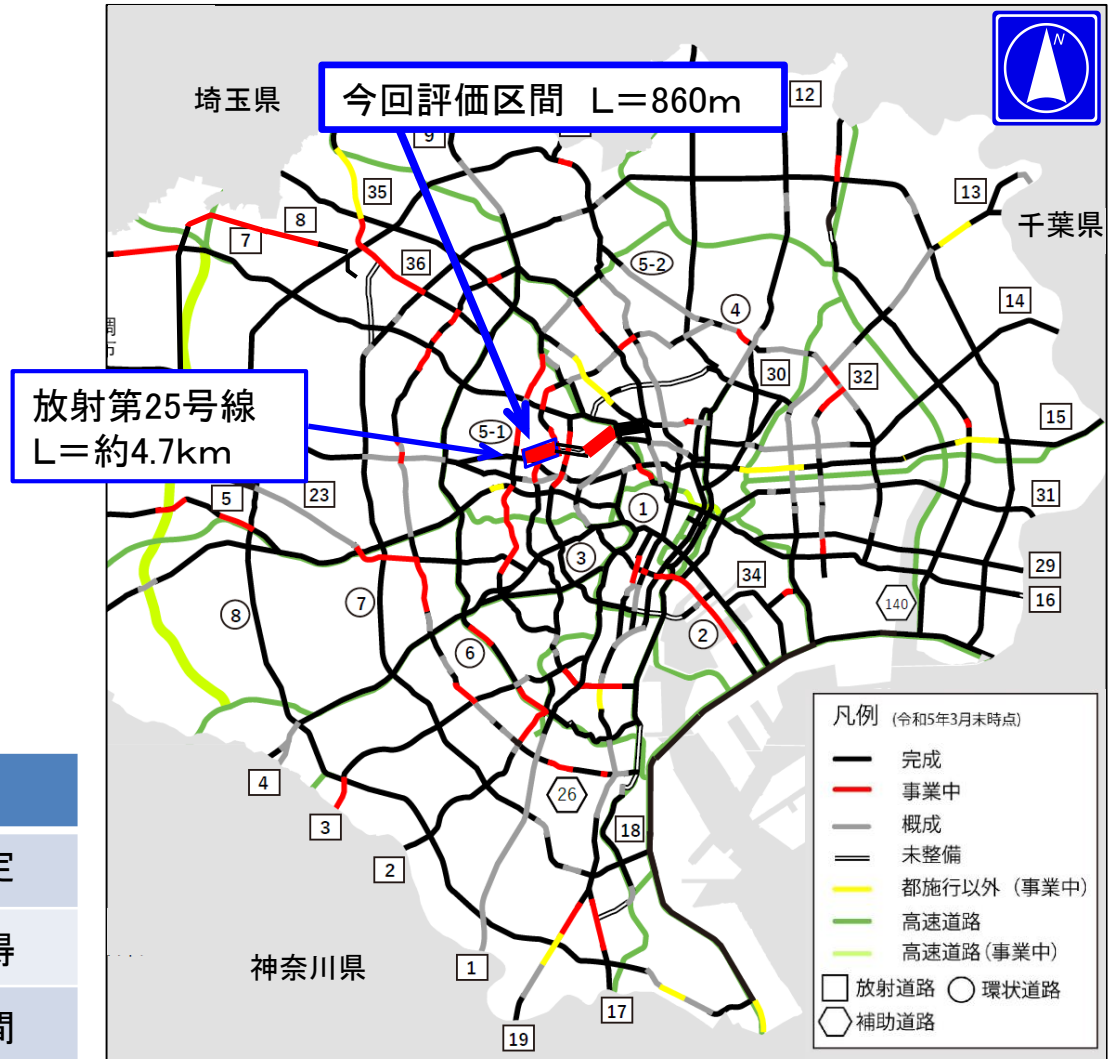 N
埼玉県
今回評価区間 L=860m
12
9
35
13
千葉県
8
7
36
5-2
4
14
32
30
15
放射第25号線
L=約4.7km
5-1
23
5
1
31
3
29
34
16
140
8
7
2
6
凡例 (令和5年3月末時点)
完成
事業中
概成
未整備
都施行以外（事業中）
高速道路
高速道路(事業中)
放射道路
環状道路
補助道路
4
3
26
18
2
定
得
間
神奈川県
1
17
19